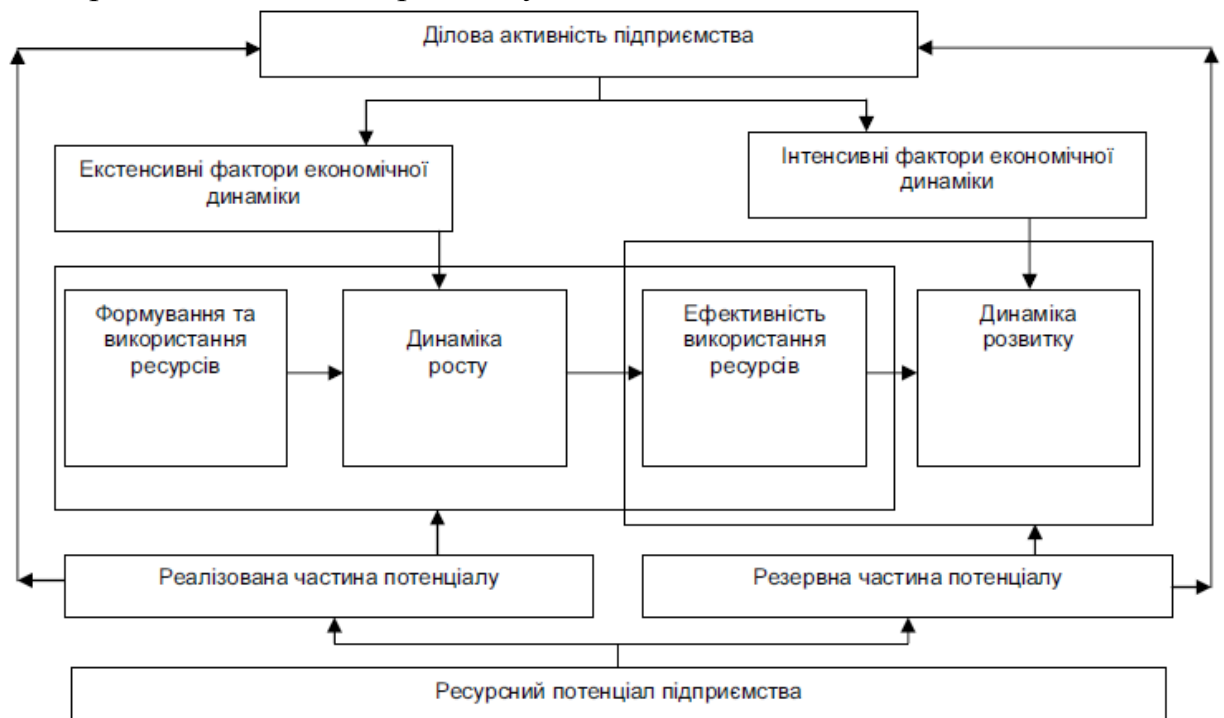 Ділова активність підприємства
Екстенсивні фактори економічної
динаміки
Інтенсивні фактори економічної
динаміки
Формування та
використання
ресурсів
Динаміка
росту
Ефективність
використання
ресурсів
Динаміка
розвитку
Реалізована частина потенціалу
Резервна частина потенціалу
Ресурсний потенціал підприємства